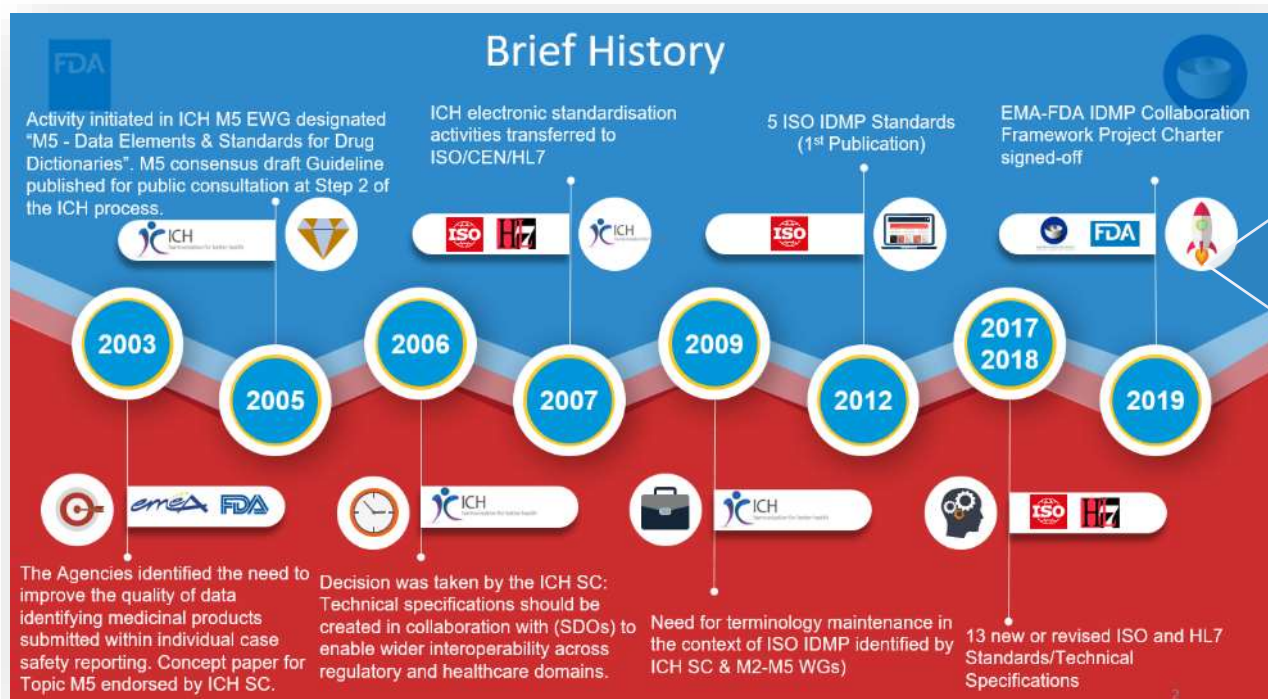 FDA
Brief History
Activity initiated in ICH M5 EWG designated
“M5 - Data Elements & Standards for Drug
Dictionaries”. M5 consensus draft Guideline
published for public consultation at Step 2 of
the ICH process.
ICH
ICH electronic standardisation
activities transferred to
ISO/CEN/HL7
ISO
HL7
ICH
5 ISO IDMP Standards
(1st Publication)
ISO
EMA-FDA IDMP Collaboration
Framework Project Charter
signed-off
FDA
2003
2005
2006
2007
2009
2012
2017
2018
2019
emea
FDA
The Agencies identified the need to
improve the quality of data
identifying medicinal products
submitted within individual case
safety reporting. Concept paper for
Topic M5 endorsed by ICH SC.
ICH
Decision was taken by the ICH SC:
Technical specifications should be
created in collaboration with (SDOs) to
enable wider interoperability across
regulatory and healthcare domains.
ICH
Need for terminology maintenance in
the context of ISO IDMP identified by
ICH SC & M2-M5 WGs)
ISO
HL7
13 new or revised ISO and HL7
Standards/Technical
Specifications
2